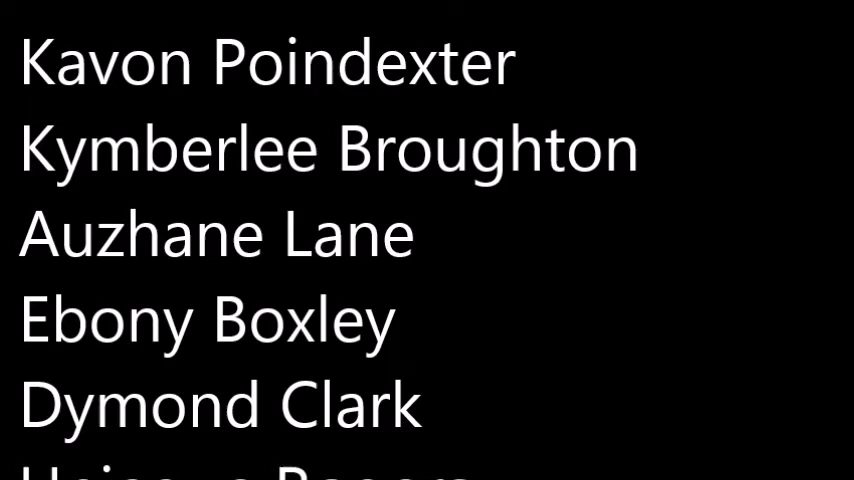 Kavon Poindexter
Kymberlee Broughton
Auzhane Lane
Ebony Boxley
Dymond Clark